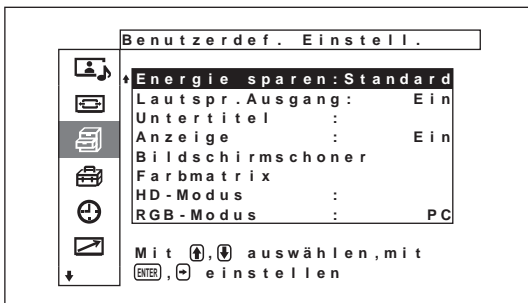 Benutzerdef. Einstell.
Energie sparen:Standard
Lautspr.Ausgang: Ein
Untertitel :
Anzeige : Ein
Bildschirmschoner
Farbmatrix
HD-Modus :
RGB-Modus : PC
Mit ↑,↓ auswählen,mit
ENTER,→ einstellen